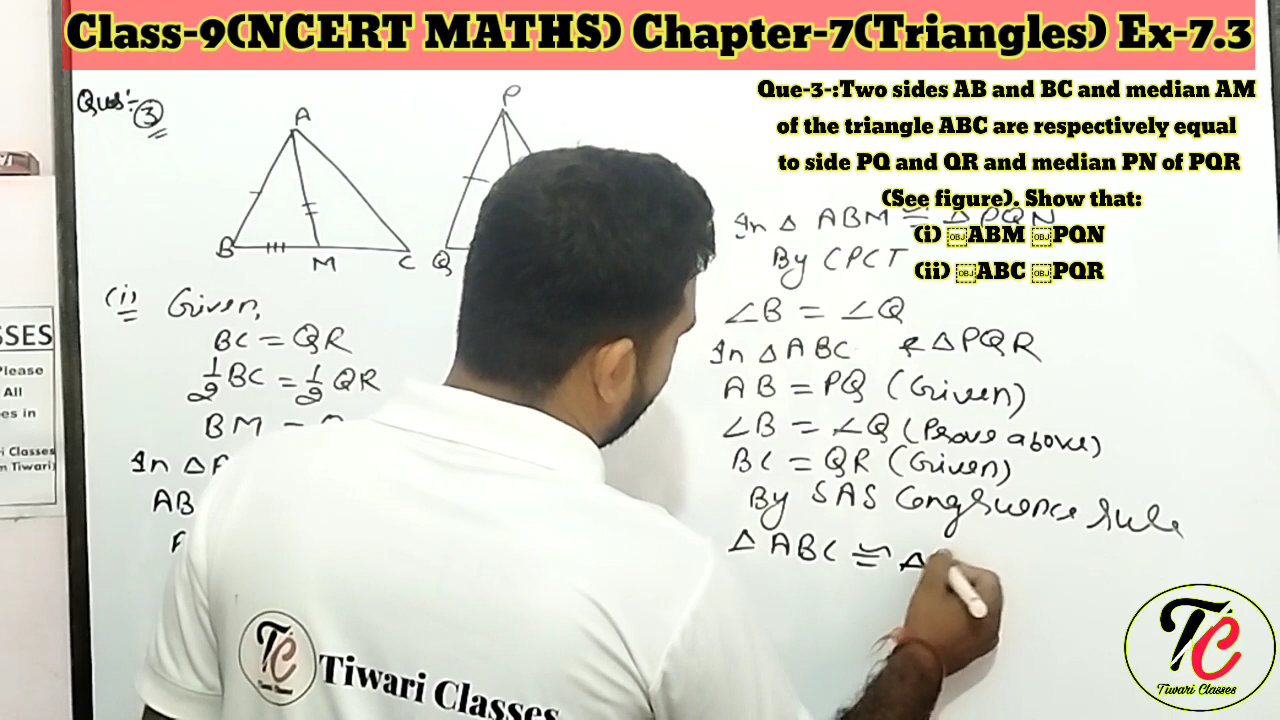 Class-9(NCERT MATHS) Chapter-7(Triangles) Ex-7.3
Que-3-:Two sides AB and BC and median AM
of the triangle ABC are respectively equal
to side PQ and QR and median PN of PQR
(See figure). Show that:
(i) ￼ABM ￼PQN
(ii) ￼ABC ￼PQR
Ques:- 3
A
B
M
C
P
Q
(i) Given,
BC = QR
1/2 BC = 1/2 QR
BM =
In Δ
AB
In Δ ABM ≅ Δ PQN
By CPCT
∠B = ∠Q
In Δ ABC & Δ PQR
AB = PQ (Given)
∠B = ∠Q (Prove above)
BC = QR (Given)
By SAS Congruence rule
Δ ABC ≅ Δ
SSES
Please
All
es in
i Classes
m Tiwari)
TC
Tiwari Classes
Tiwari Classes
TC
Tiwari Classes